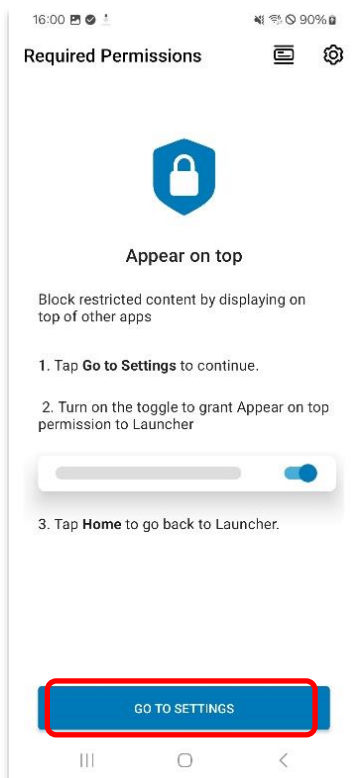 16:00 90%
Required Permissions
Appear on top
Block restricted content by displaying on
top of other apps
1. Tap Go to Settings to continue.
2. Turn on the toggle to grant Appear on top
permission to Launcher
3. Tap Home to go back to Launcher.
GO TO SETTINGS